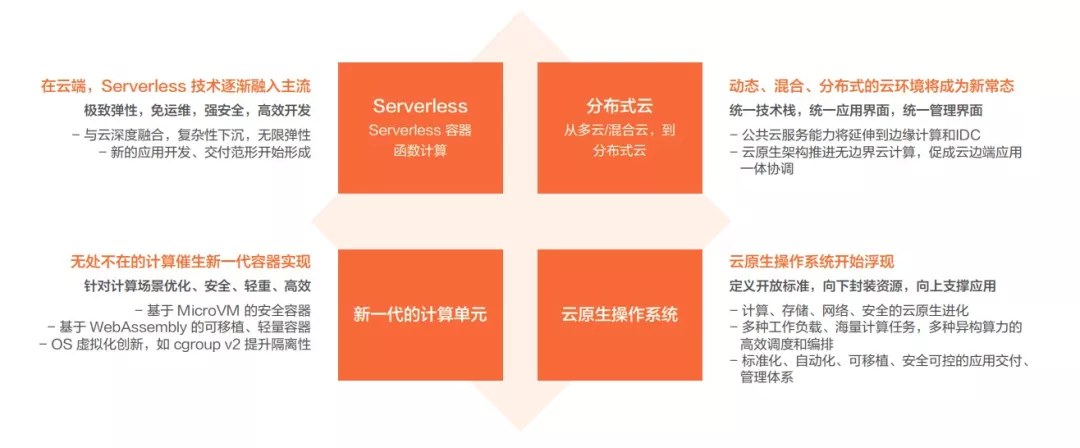 在云端，Serverless 技术逐渐融入主流
极致弹性，免运维，强安全，高效开发
– 与云深度融合，复杂性下沉，无限弹性
– 新的应用开发、交付范形开始形成
Serverless
Serverless 容器
函数计算
分布式云
从多云/混合云，到
分布式云
动态、混合、分布式的云环境将成为新常态
统一技术栈，统一应用界面，统一管理界面
– 公共云服务能力将延伸到边缘计算和IDC
– 云原生架构推进无边界云计算，促成云边端应用
一体协调
无处不在的计算催生新一代容器实现
针对计算场景优化、安全、轻重、高效
– 基于 MicroVM 的安全容器
– 基于 WebAssembly 的可移植、轻量容器
– OS 虚拟化创新，如 cgroup v2 提升隔离性
新一代的计算单元
云原生操作系统
云原生操作系统开始浮现
定义开放标准，向下封装资源，向上支撑应用
– 计算、存储、网络、安全的云原生进化
– 多种工作负载、海量计算任务，多种异构算力的
高效调度和编排
– 标准化、自动化、可移植、安全可控的应用交付、
管理体系